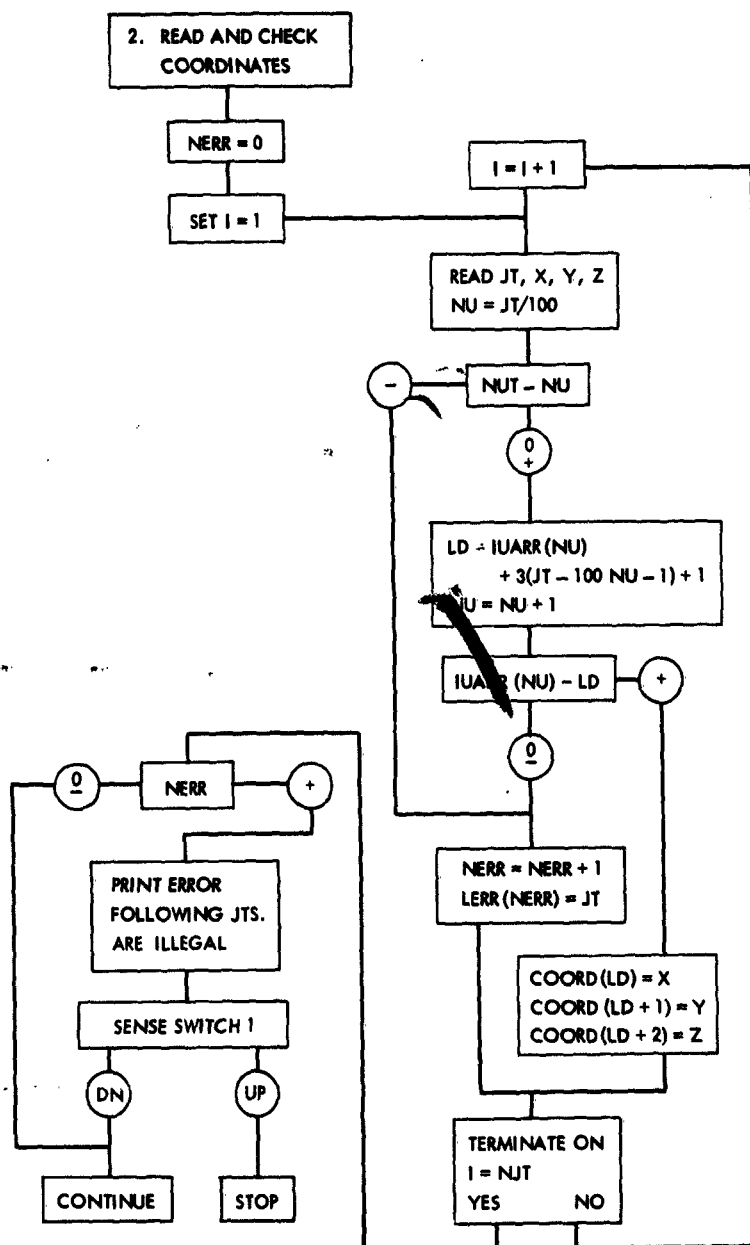 2. READ AND CHECK
COORDINATES
NERR = 0
SET I = 1
I = I + 1
READ JT, X, Y, Z
NU = JT/100
NUT - NU
-
0
+
LD = IUARR (NU)
+ 3(JT - 100 NU - 1) + 1
= NU + 1
(NU) - LD
+
0
-
NERR = NERR + 1
LERR (NERR) = JT
COORD (LD) = X
COORD (LD + 1) = Y
COORD (LD + 2) = Z
TERMINATE ON
I = NJT
YES NO
0
-
NERR
+
PRINT ERROR
FOLLOWING JTS.
ARE ILLEGAL
SENSE SWITCH 1
DN
UP
CONTINUE
STOP